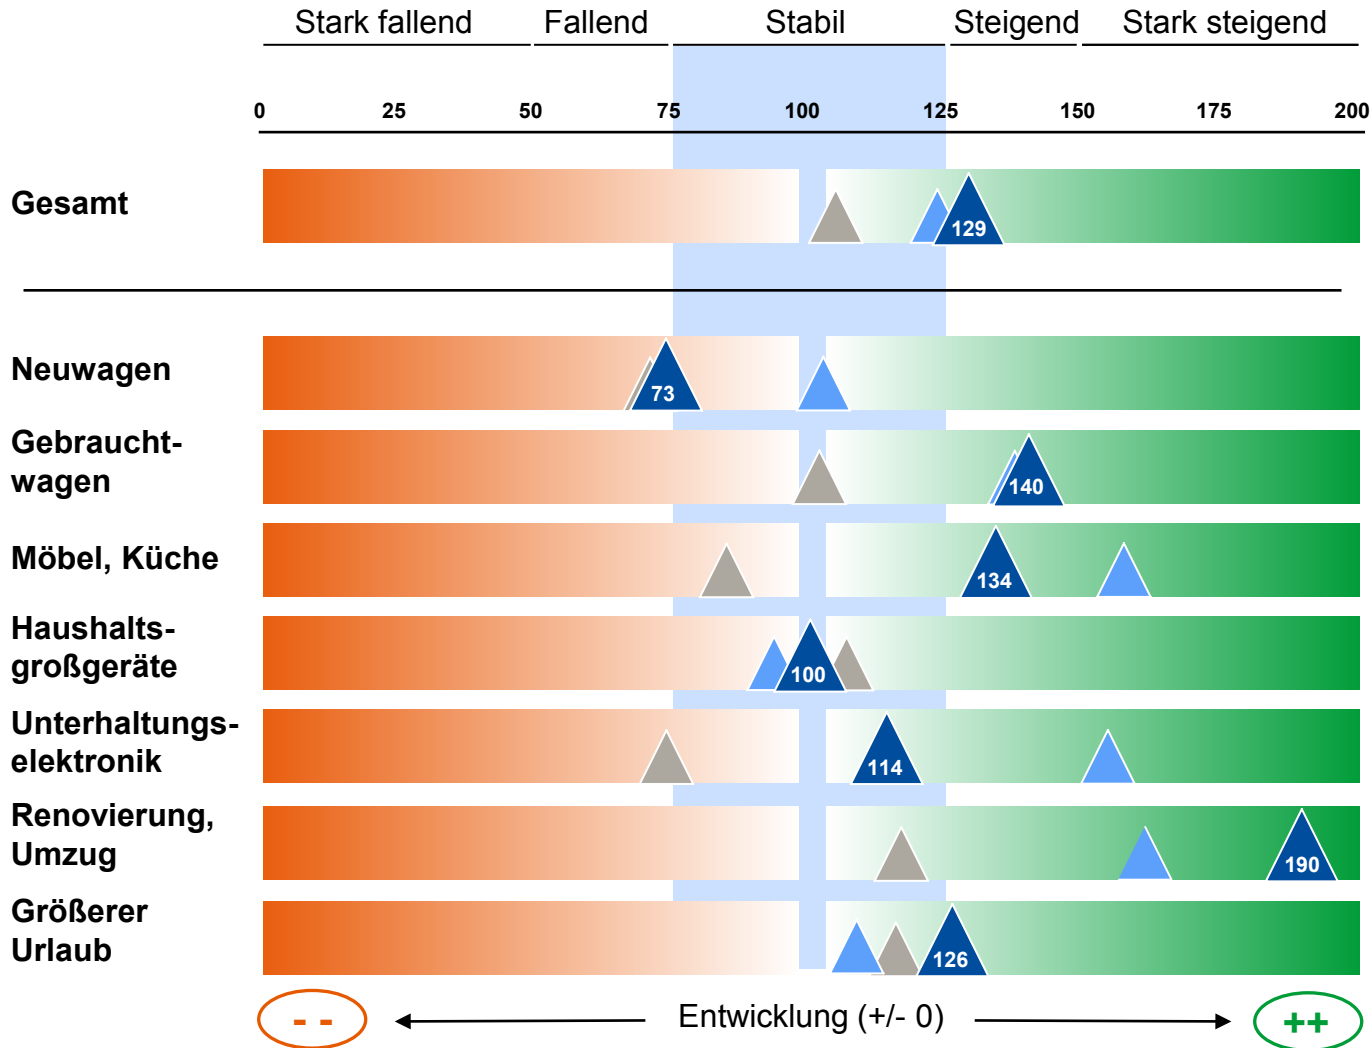 Stark fallend Fallend Stabil Steigend Stark steigend
0 25 50 75 100 125 150 175 200
Gesamt 129
Neuwagen 73
Gebraucht-
wagen 140
Möbel, Küche 134
Haushalts-
großgeräte 100
Unterhaltungs-
elektronik 114
Renovierung,
Umzug 190
Größerer
Urlaub 126
- - Entwicklung (+/- 0) ++